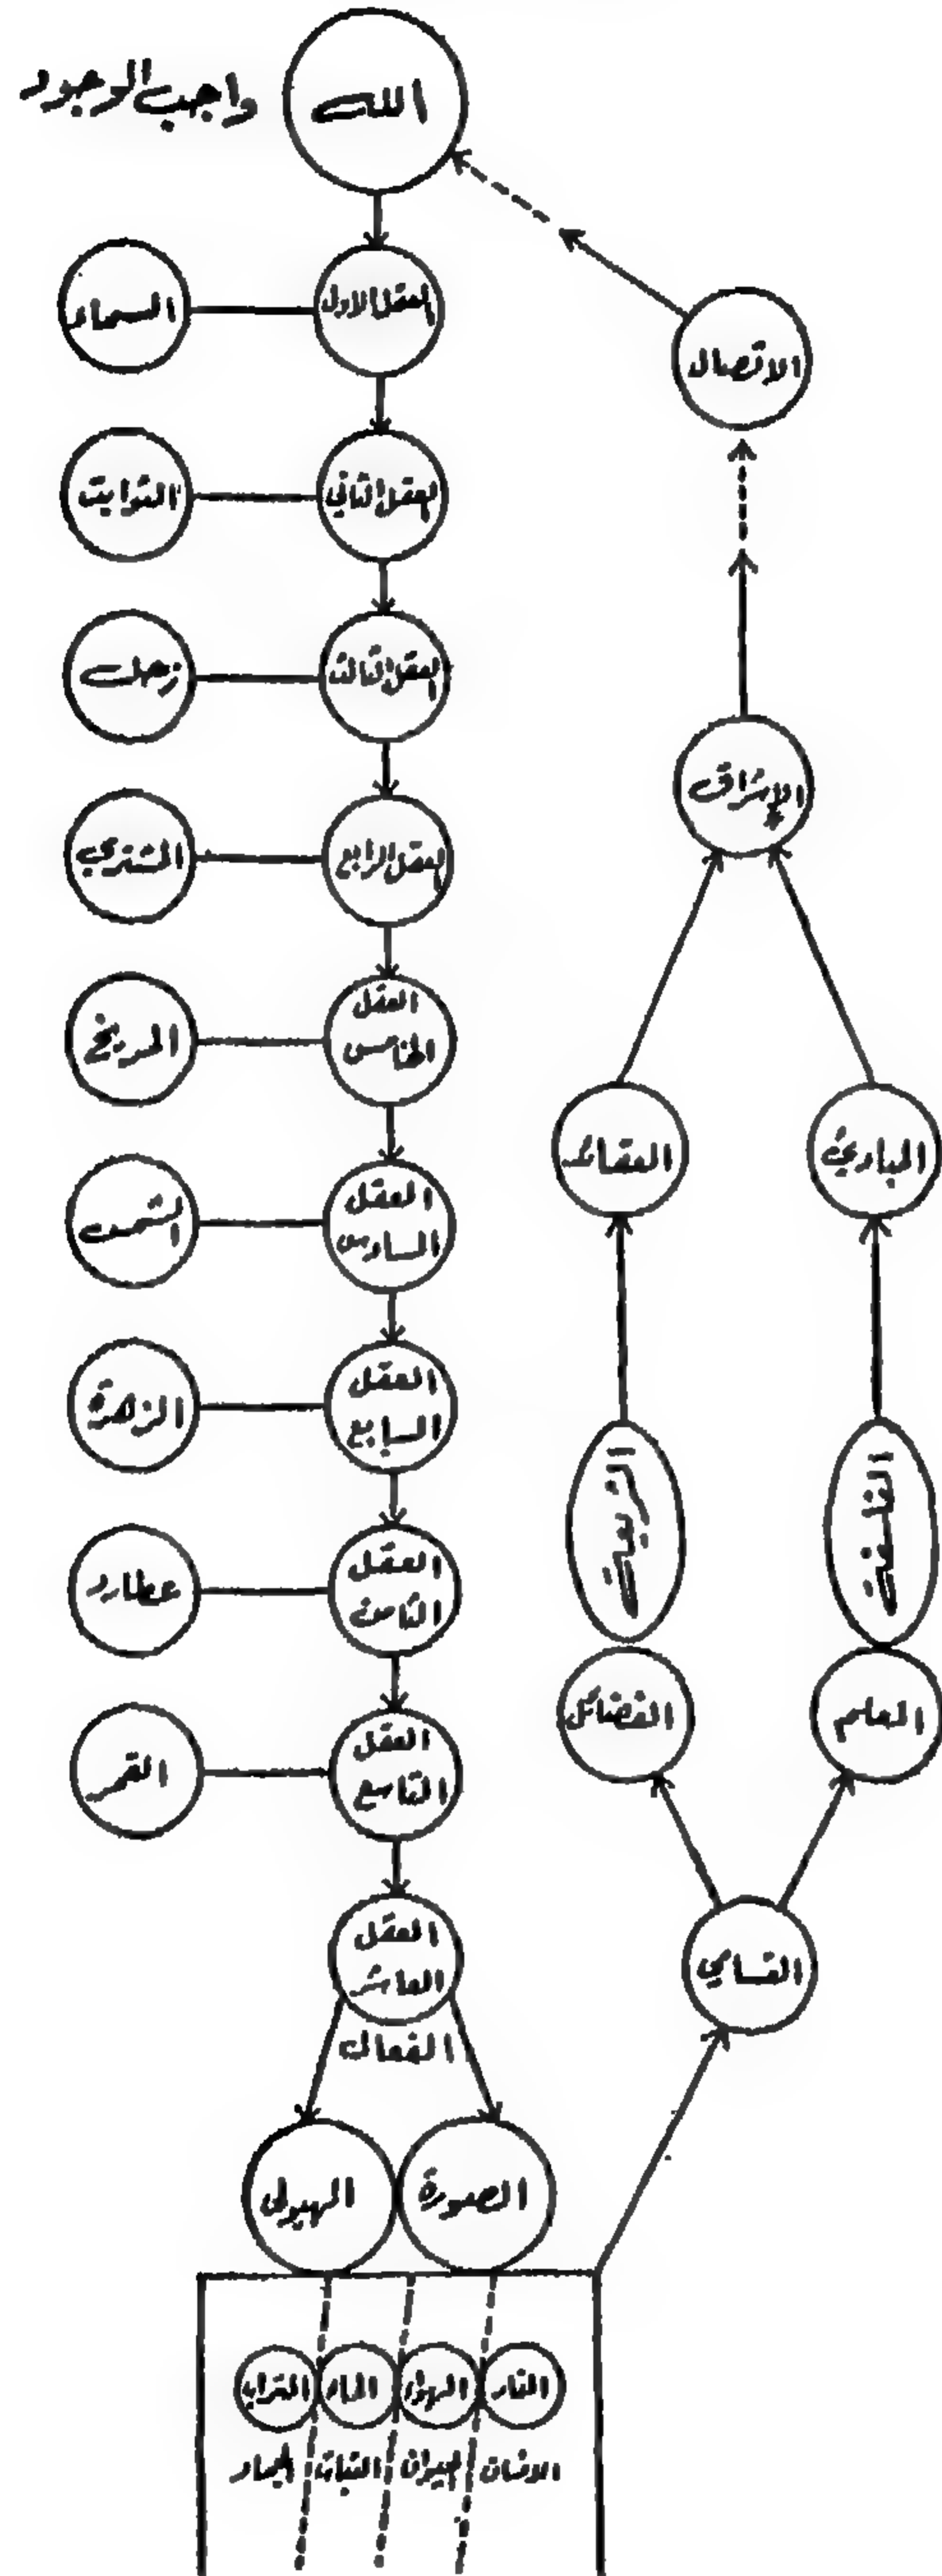 الله
واجب الوجود
العقل الاول
السماء
الاتصال
العقل الثاني
الثوابت
العقل الثالث
زحل
الإشراق
العقل الرابع
المشتري
العقل
الخامس
المريخ
المبادئ
العقائد
العقل
السادس
الشمس
العقل
السابع
الزهرة
الفلسفة
الشريعة
العقل
الثامن
عطارد
العلم
الفضائل
العقل
التاسع
القمر
التسامي
العقل
العاشر
الفعال
الصورة
الهيولى
النار
الهواء
الماء
التراب
الانسان
الحيوان
النبات
الجماد